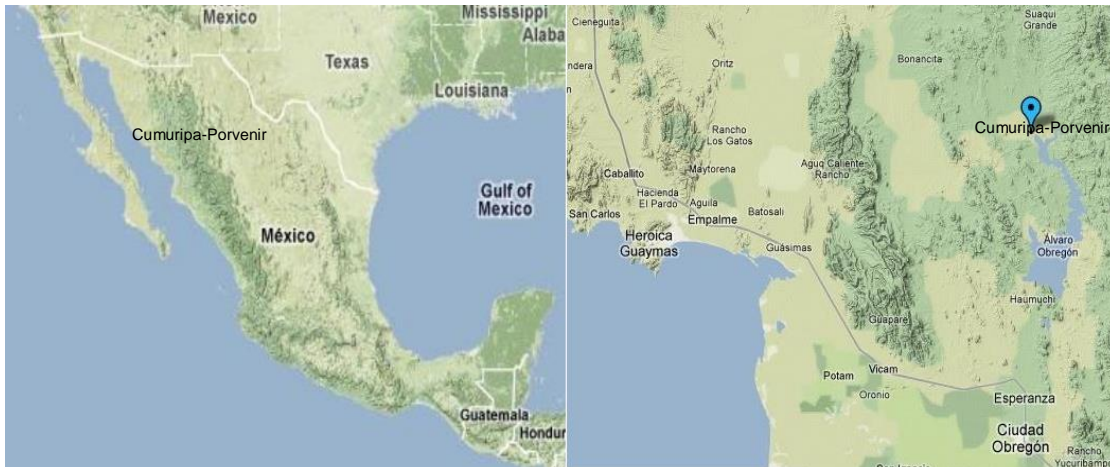 Mexico
Mississippi
Alaba
Texas
Louisiana
Cumuripa-Porvenir
Gulf of
Mexico
México
Guatemala
Hondur
Cieneguita
Suaqui
Grande
Bonancita
Oritz
ndera
Cumuripa-Porvenir
Rancho
Los Gatos
Maytorena
Agua Caliente
Rancho
Caballito
Hacienda
El Pardo
Aguila
Batosali
San Carlos
Empalme
Heroica
Guaymas
Guásimas
Álvaro
Obregón
Haumuchi
Guapare
Potam
Vicam
Oronio
Esperanza
Ciudad
Obregón
Rancho
Yucuribampo